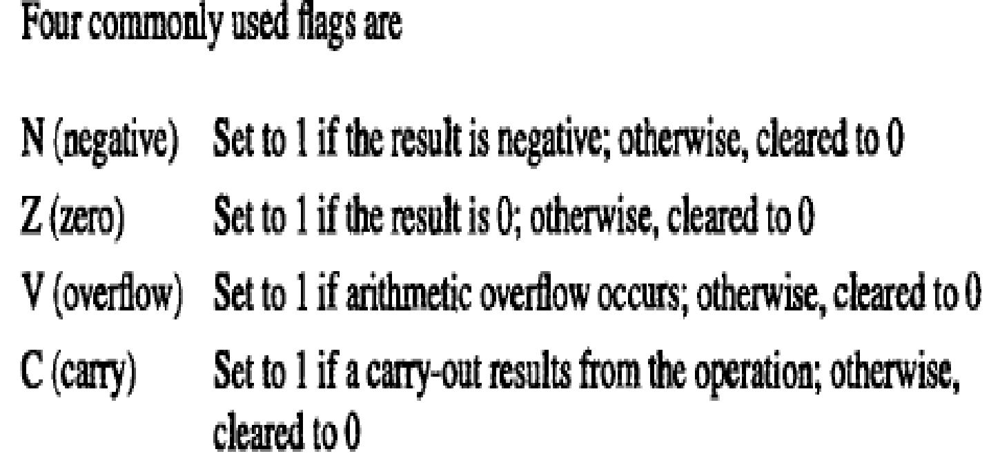 Four commonly used flags are
N (negative) Set to 1 if the result is negative; otherwise, cleared to 0
Z (zero) Set to 1 if the result is 0; otherwise, cleared to 0
V (overflow) Set to 1 if arithmetic overflow occurs; otherwise, cleared to 0
C (carry) Set to 1 if a carry-out results from the operation; otherwise,
cleared to 0